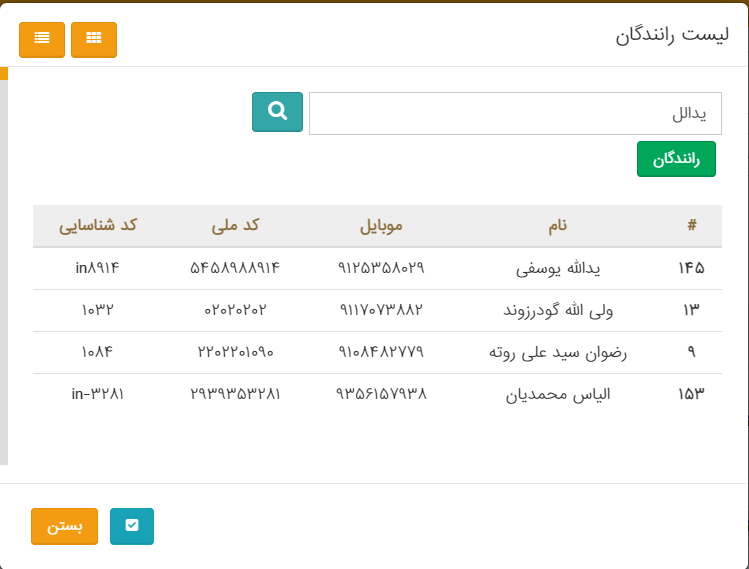 لیست رانندگان
یدالل
رانندگان
# نام موبایل کد ملی کد شناسایی
۱۴۵ یدالله یوسفی ۹۱۲۵۳۵۸۰۲۹ ۵۴۵۸۹۸۸۹۱۴ in۸۹۱۴
۱۳ ولی الله گودرزوند ۹۱۱۷۰۷۳۸۸۲ ۰۲۰۲۰۲۰۲ ۱۰۳۲
۹ رضوان سید علی روته ۹۱۰۸۴۸۲۷۷۹ ۲۲۰۲۲۰۱۰۹۰ ۱۰۸۴
۱۵۳ الیاس محمدیان ۹۳۵۶۱۵۷۹۳۸ ۲۹۳۹۳۵۳۲۸۱ in-۳۲۸۱
بستن